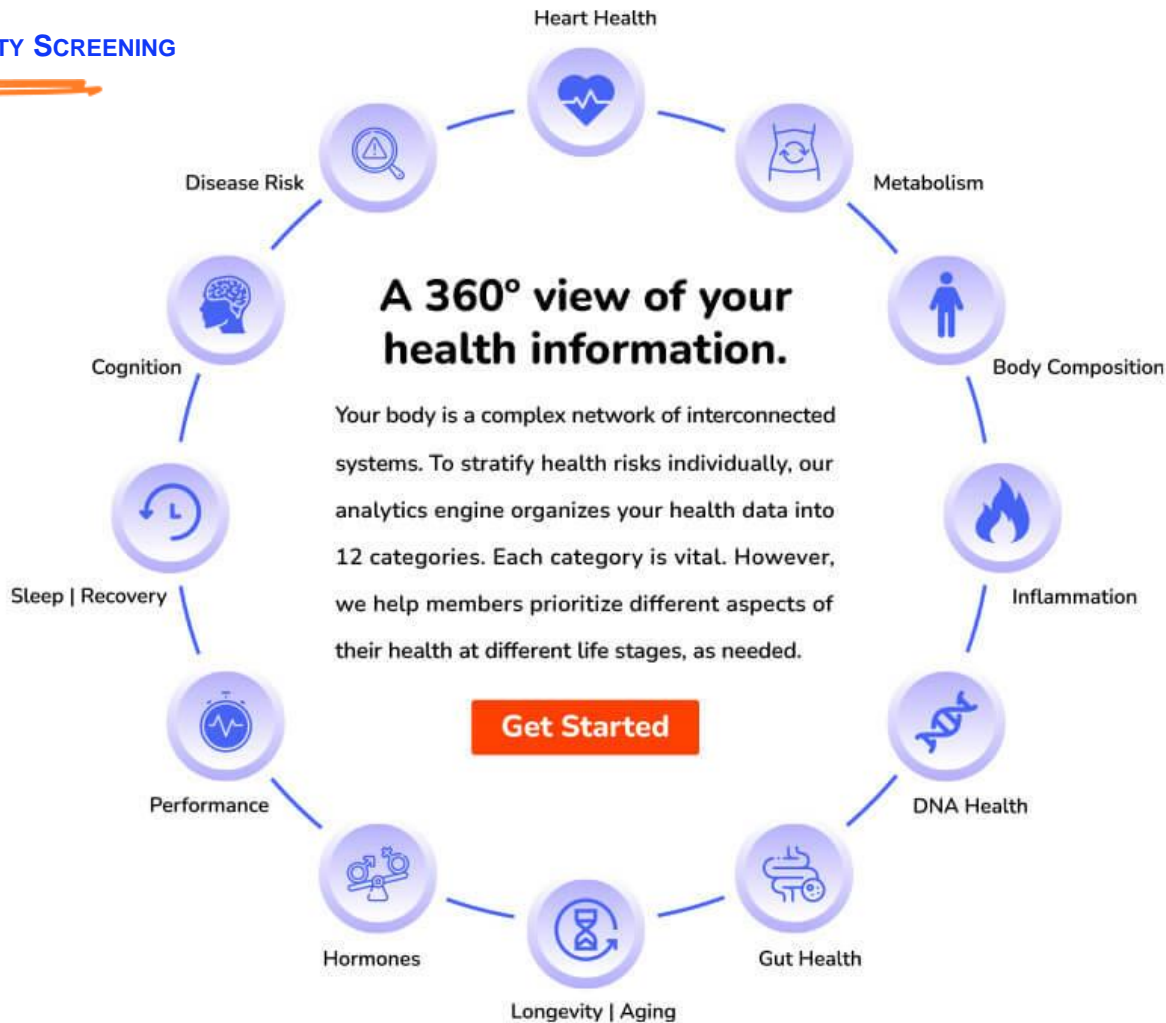 Heart Health
TY SCREENING
Disease Risk
Metabolism
A 360° view of your
health information.
Cognition
Body Composition
Your body is a complex network of interconnected
systems. To stratify health risks individually, our
analytics engine organizes your health data into
12 categories. Each category is vital. However,
we help members prioritize different aspects of
their health at different life stages, as needed.
Sleep | Recovery
Inflammation
Get Started
Performance
DNA Health
Hormones
Gut Health
Longevity | Aging